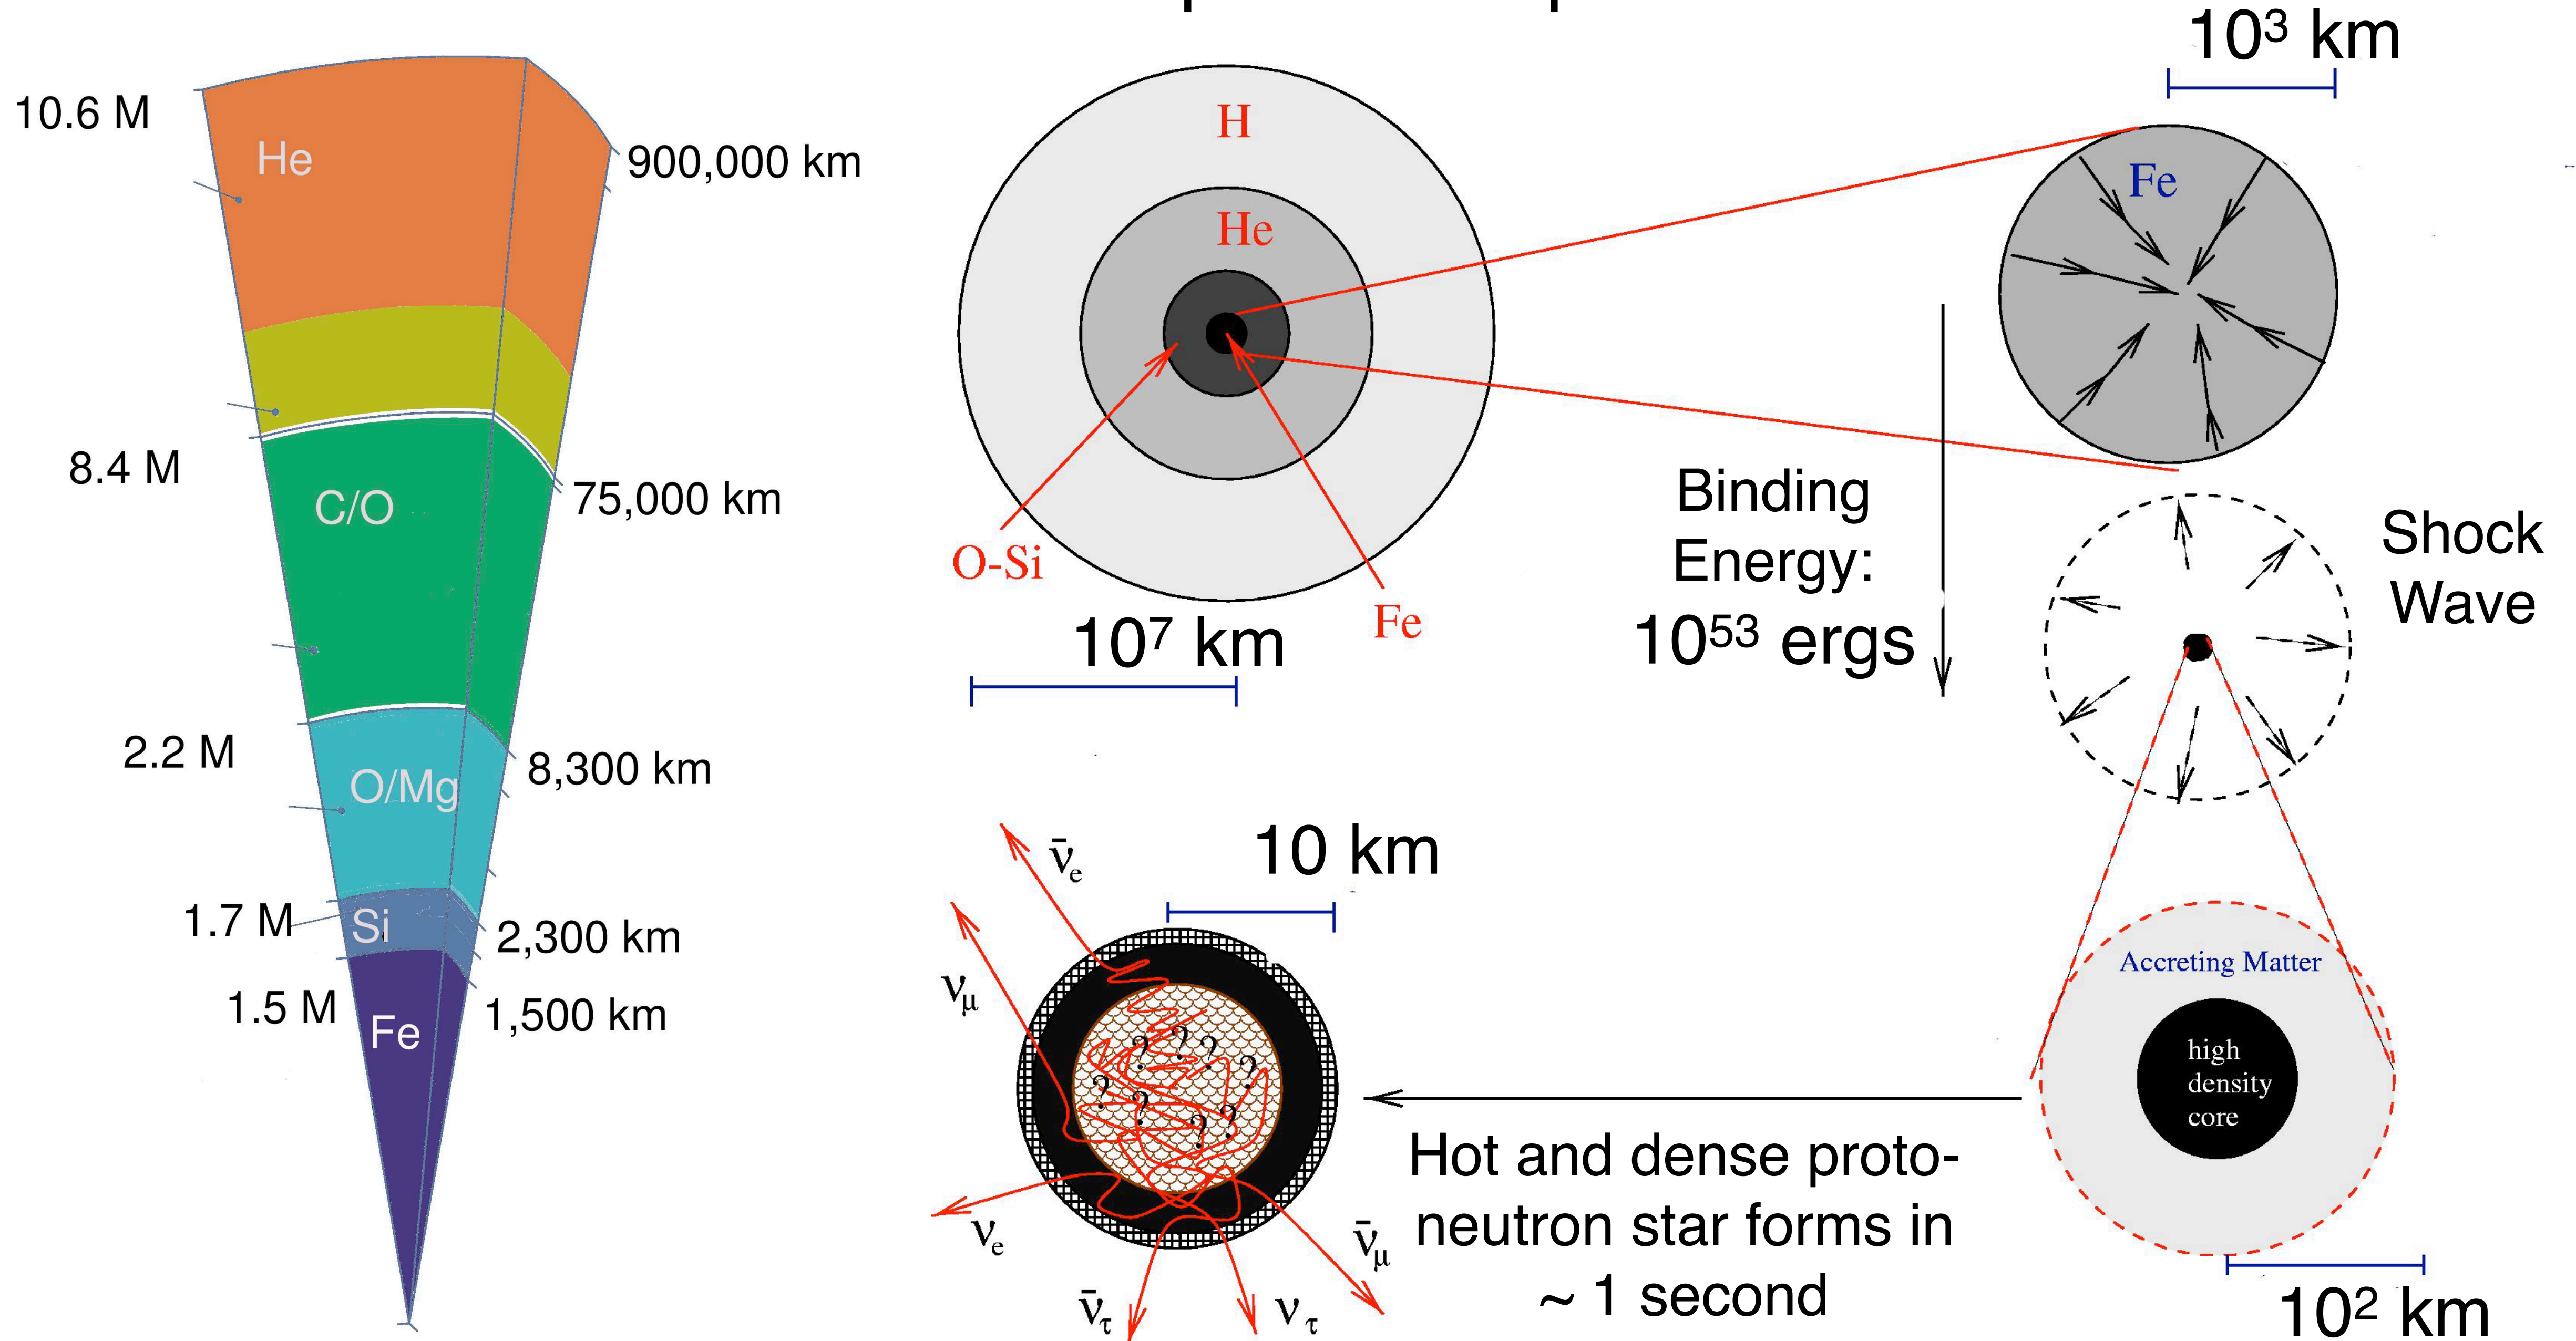 10.6 M
He
900,000 km
8.4 M
C/O
75,000 km
2.2 M
O/Mg
8,300 km
1.7 M
Si
2,300 km
1.5 M
Fe
1,500 km
H
He
O-Si
Fe
10⁷ km
10³ km
Fe
Binding
Energy:
10⁵³ ergs
Shock
Wave
Accreting Matter
high
density
core
10² km
Hot and dense proto-
neutron star forms in
~ 1 second
10 km
ν̄e
νμ
νe
ν̄τ
ντ
ν̄μ
? ? ? ? ? ? ? ?